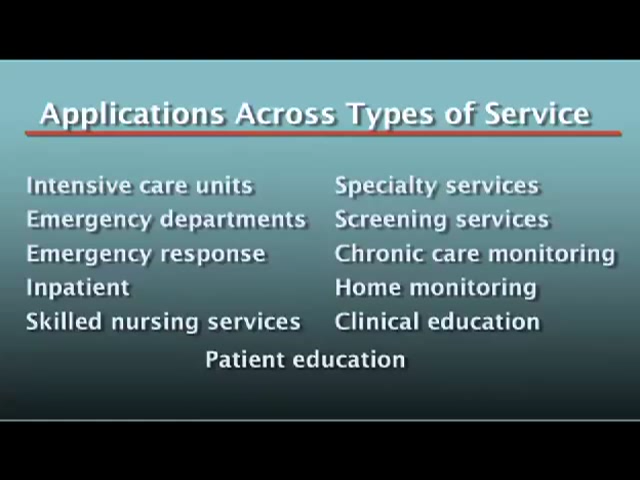 Applications Across Types of Service
Intensive care units
Emergency departments
Emergency response
Inpatient
Skilled nursing services
Specialty services
Screening services
Chronic care monitoring
Home monitoring
Clinical education
Patient education